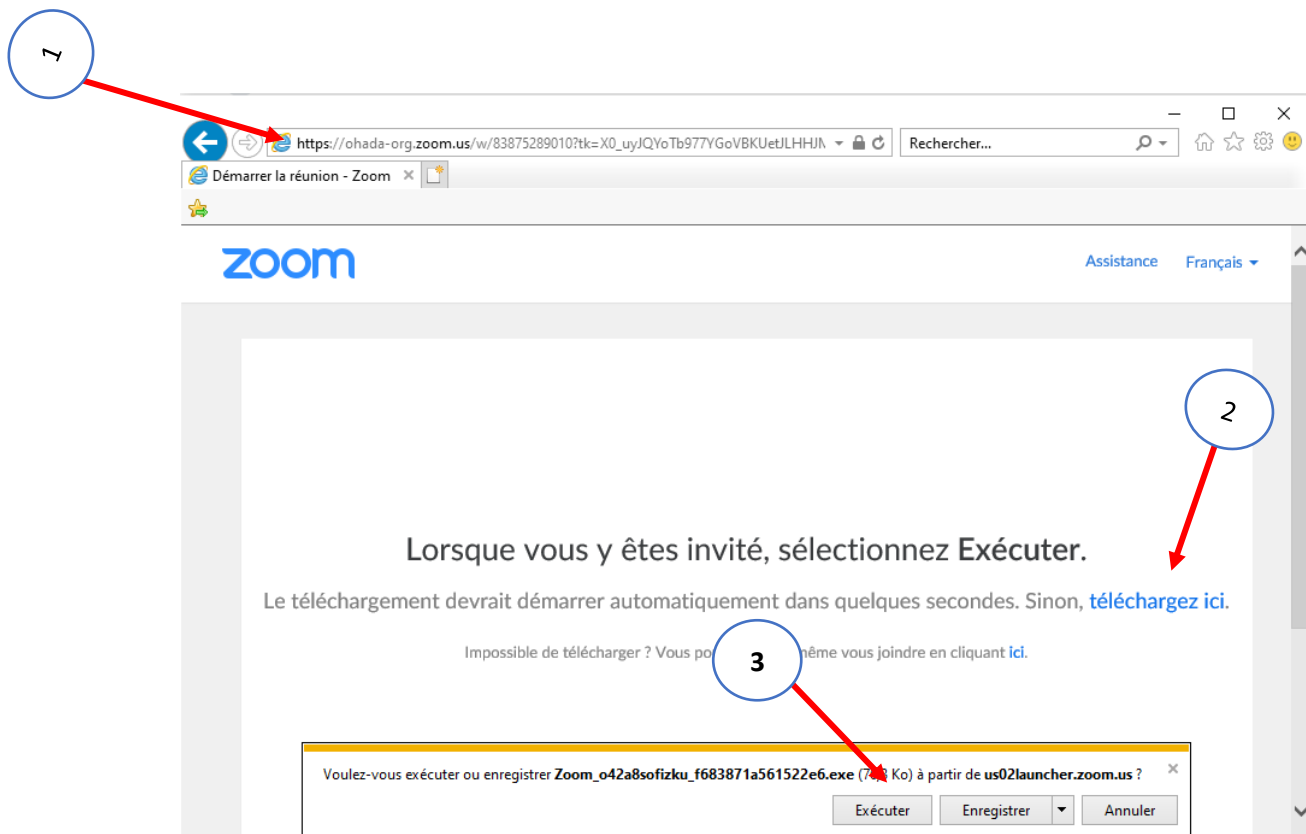 1
https://ohada-org.zoom.us/w/83875289010?tk=X0_uyJQYoTb977YGoVBKUetJLHHJN
Rechercher...
Démarrer la réunion - Zoom
zoom
Assistance
Français
2
Lorsque vous y êtes invité, sélectionnez Exécuter.
Le téléchargement devrait démarrer automatiquement dans quelques secondes. Sinon, téléchargez ici.
Impossible de télécharger ? Vous même vous joindre en cliquant ici.
3
Voulez-vous exécuter ou enregistrer Zoom_o42a8sofizku_f683871a561522e6.exe Ko) à partir de us02launcher.zoom.us ?
Exécuter
Enregistrer
Annuler